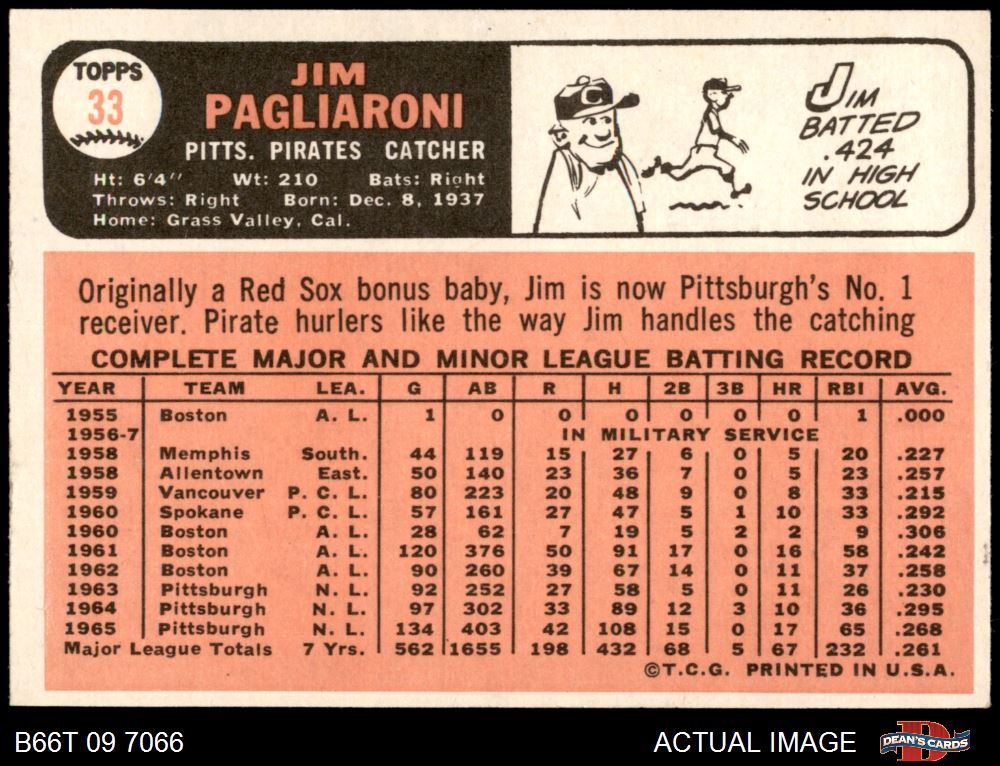 TOPPS
33
JIM
PAGLIARONI
PITTS. PIRATES CATCHER
Ht: 6'4" Wt: 210 Bats: Right
Throws: Right Born: Dec. 8, 1937
Home: Grass Valley, Cal.
C
JIM
BATTED
.424
IN HIGH
SCHOOL
Originally a Red Sox bonus baby, Jim is now Pittsburgh's No. 1
receiver. Pirate hurlers like the way Jim handles the catching
COMPLETE MAJOR AND MINOR LEAGUE BATTING RECORD
YEAR TEAM LEA. G AB R H 2B 3B HR RBI AVG.
1955 Boston A. L. 1 0 0 0 0 0 0 1 .000
1956-7 IN MILITARY SERVICE
1958 Memphis South. 44 119 15 27 6 0 5 20 .227
1958 Allentown East. 50 140 23 36 7 0 5 23 .257
1959 Vancouver P. C. L. 80 223 20 48 9 0 8 33 .215
1960 Spokane P. C. L. 57 161 27 47 5 1 10 33 .292
1960 Boston A. L. 28 62 7 19 5 2 2 9 .306
1961 Boston A. L. 120 376 50 91 17 0 16 58 .242
1962 Boston A. L. 90 260 39 67 14 0 11 37 .258
1963 Pittsburgh N. L. 92 252 27 58 5 0 11 26 .230
1964 Pittsburgh N. L. 97 302 33 89 12 3 10 36 .295
1965 Pittsburgh N. L. 134 403 42 108 15 0 17 65 .268
Major League Totals 7 Yrs. 562 1655 198 432 68 5 67 232 .261
©T.C.G. PRINTED IN U.S.A.
B66T 09 7066
ACTUAL IMAGE
DEAN'S CARDS